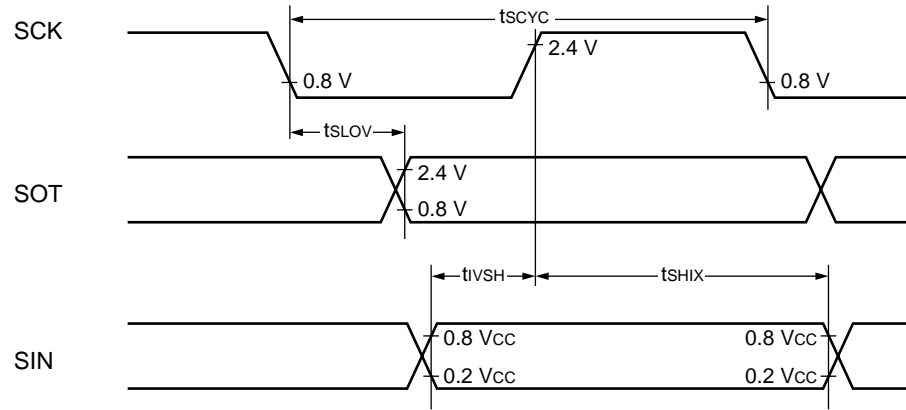 tSCYC
SCK
2.4 V
0.8 V
0.8 V
tSLOV
SOT
2.4 V
0.8 V
tIVSH
tSHIX
SIN
0.8 VCC
0.8 VCC
0.2 VCC
0.2 VCC